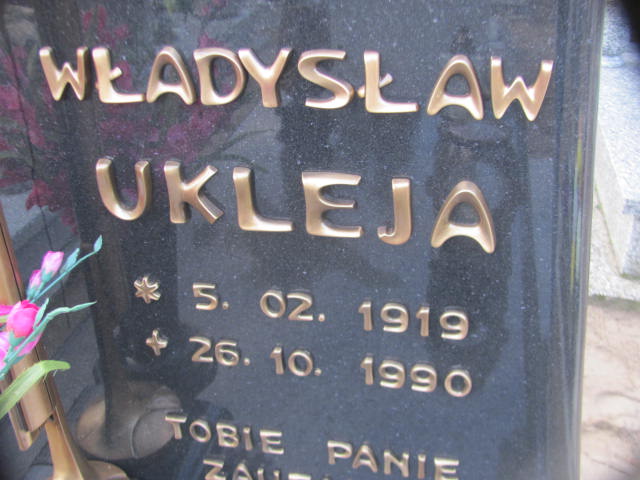 WŁADYSŁAW
UKLEJA
* 5. 02. 1919
+ 26. 10. 1990
TOBIE PANIE